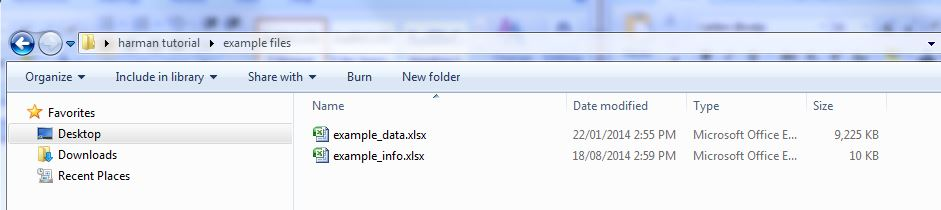 harman tutorial example files
Organize Include in library Share with Burn New folder
Favorites
Desktop
Downloads
Recent Places
Name Date modified Type Size
example_data.xlsx 22/01/2014 2:55 PM Microsoft Office E... 9,225 KB
example_info.xlsx 18/08/2014 2:59 PM Microsoft Office E... 10 KB